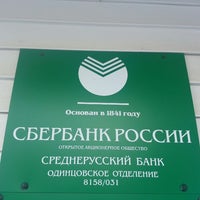 Основан в 1841 году
СБЕРБАНК РОССИИ
ОТКРЫТОЕ АКЦИОНЕРНОЕ ОБЩЕСТВО
СРЕДНЕРУССКИЙ БАНК
ОДИНЦОВСКОЕ ОТДЕЛЕНИЕ
8158/031